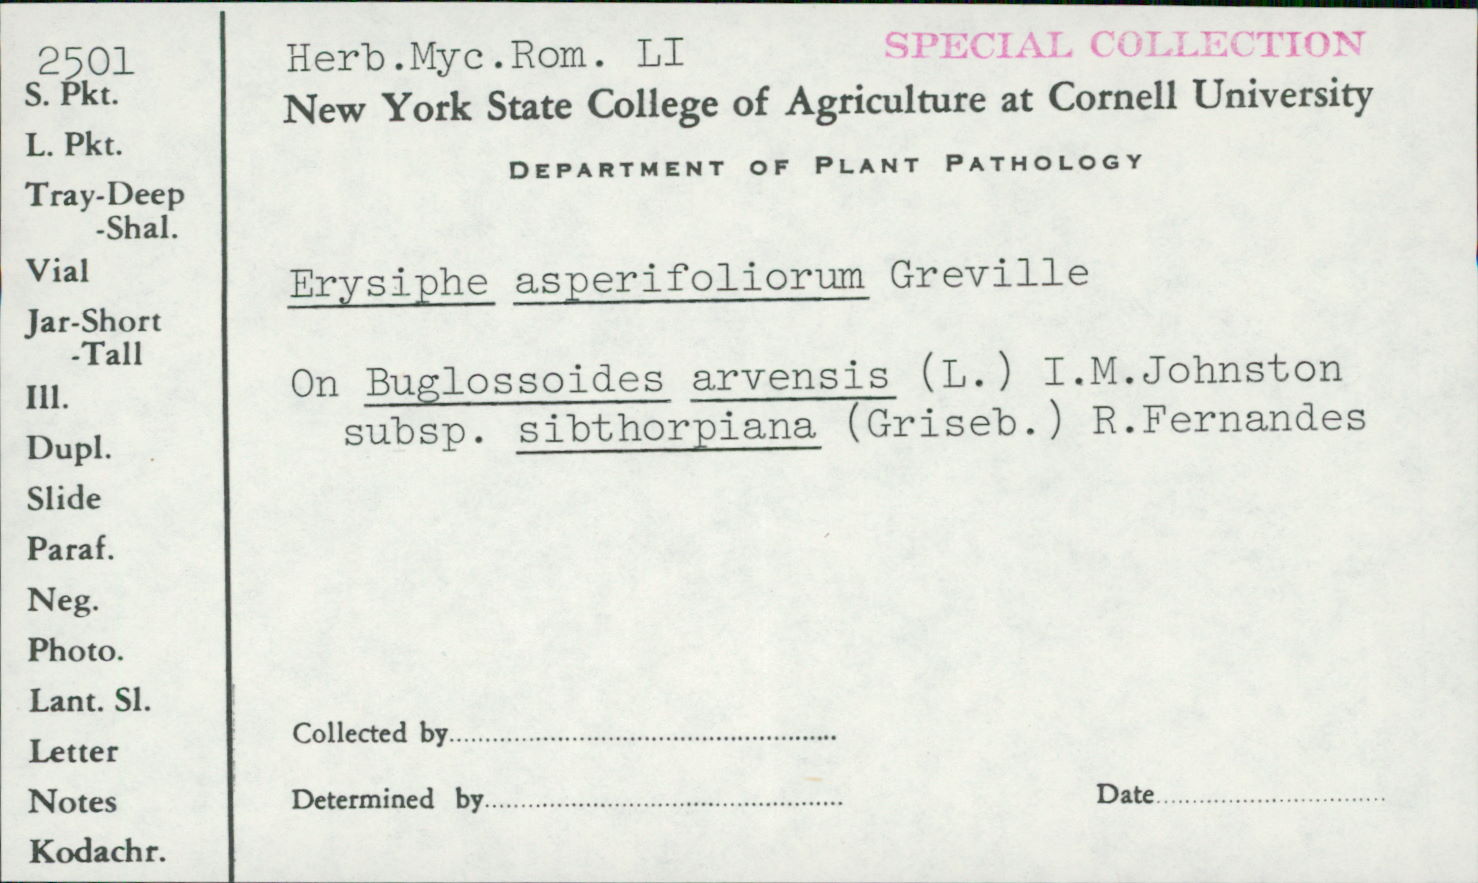 2501
S. Pkt.
L. Pkt.
Tray-Deep
-Shal.
Vial
Jar-Short
-Tall
Ill.
Dupl.
Slide
Paraf.
Neg.
Photo.
Lant. Sl.
Letter
Notes
Kodachr.
Herb.Myc.Rom. LI
SPECIAL COLLECTION
New York State College of Agriculture at Cornell University
DEPARTMENT OF PLANT PATHOLOGY
Erysiphe asperifoliorum Greville
On Buglossoides arvensis (L.) I.M.Johnston
subsp. sibthorpiana (Griseb.) R.Fernandes
Collected by
Determined by
Date